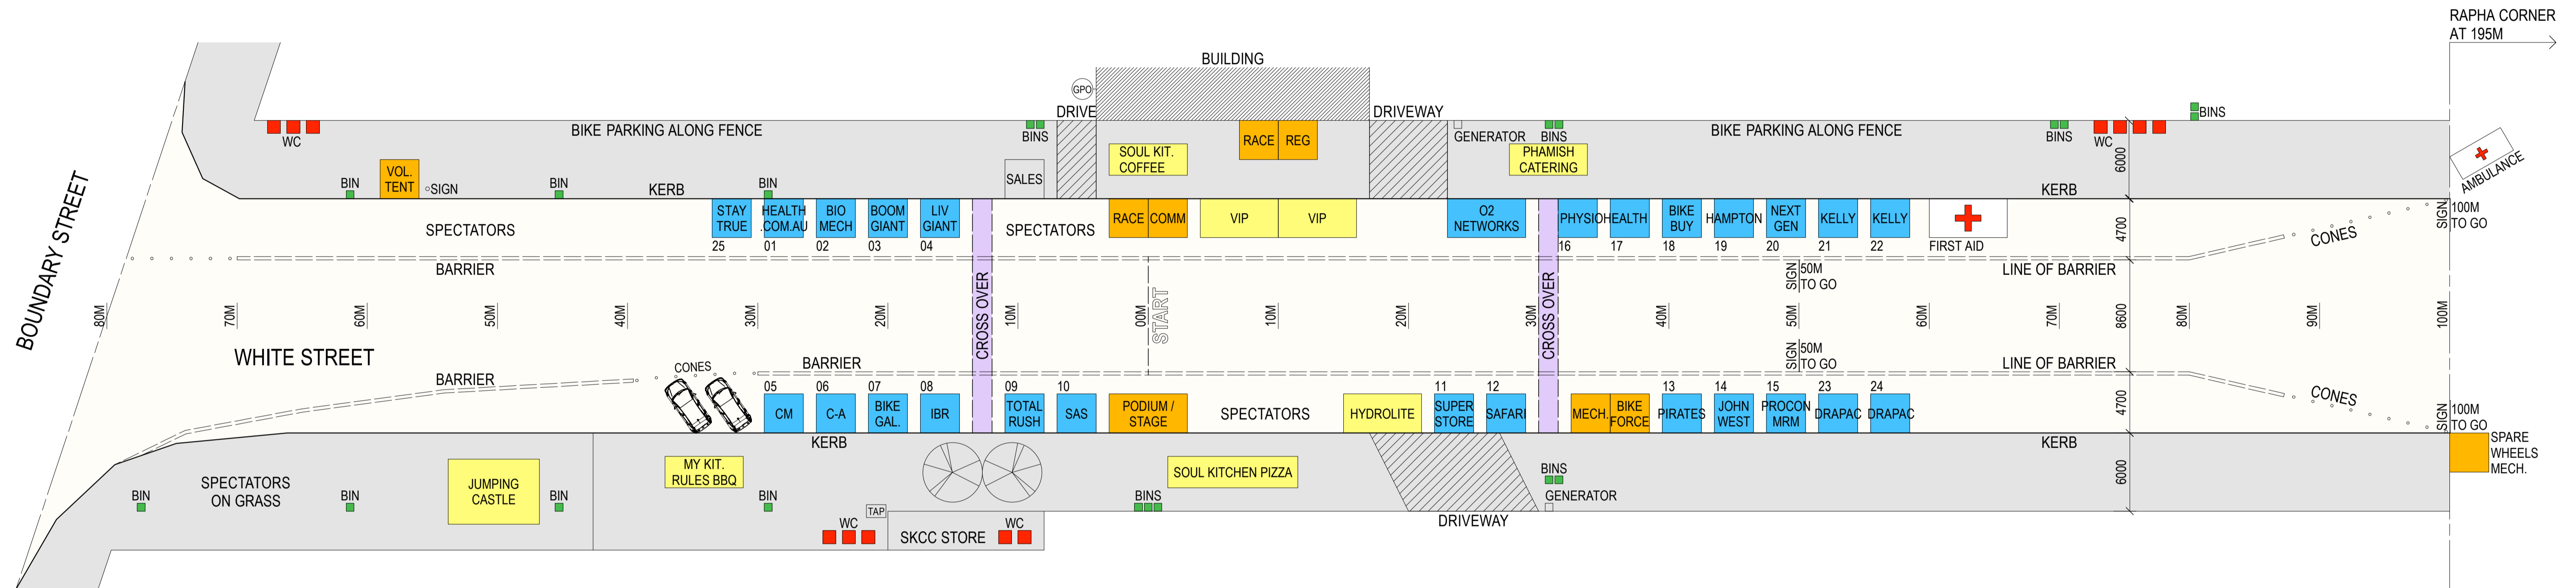 RAPHA CORNER
AT 195M
BUILDING
GPO
DRIVE
DRIVEWAY
BINS
WC
BIKE PARKING ALONG FENCE
BINS
SOUL KIT.
COFFEE
RACE
REG
GENERATOR
BINS
PHAMISH
CATERING
BIKE PARKING ALONG FENCE
BINS
WC
6000
AMBULANCE
BIN
VOL.
TENT
SIGN
BIN
KERB
BIN
SALES
KERB
BOUNDARY STREET
SPECTATORS
STAY
TRUE
25
HEALTH
.COM.AU
01
BIO
MECH
02
BOOM
GIANT
03
LIV
GIANT
04
SPECTATORS
RACE
COMM
VIP
VIP
O2
NETWORKS
PHYSIO
16
HEALTH
17
BIKE
BUY
18
HAMPTON
19
NEXT
GEN
20
KELLY
21
KELLY
22
FIRST AID
4700
CONES
SIGN
100M
TO GO
BARRIER
SIGN
50M
TO GO
LINE OF BARRIER
80M
70M
60M
50M
40M
30M
20M
CROSS OVER
10M
00M
START
10M
20M
30M
CROSS OVER
40M
50M
60M
70M
8600
80M
90M
100M
WHITE STREET
BARRIER
CONES
BARRIER
SIGN
50M
TO GO
LINE OF BARRIER
05
CM
06
C-A
07
BIKE
GAL.
08
IBR
09
TOTAL
RUSH
10
SAS
PODIUM /
STAGE
SPECTATORS
HYDROLITE
11
SUPER
STORE
12
SAFARI
MECH.
BIKE
FORCE
13
PIRATES
14
JOHN
WEST
15
PROCON
MRM
23
DRAPAC
24
DRAPAC
4700
CONES
SIGN
100M
TO GO
KERB
KERB
SPARE
WHEELS
MECH.
SPECTATORS
ON GRASS
BIN
BIN
JUMPING
CASTLE
BIN
MY KIT.
RULES BBQ
BIN
SOUL KITCHEN PIZZA
BINS
BINS
GENERATOR
6000
TAP
WC
SKCC STORE
WC
DRIVEWAY